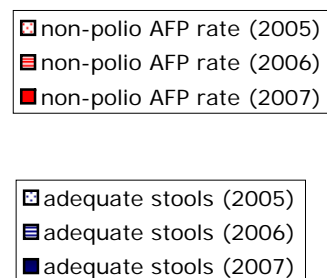 non-polio AFP rate (2005)
non-polio AFP rate (2006)
non-polio AFP rate (2007)
adequate stools (2005)
adequate stools (2006)
adequate stools (2007)